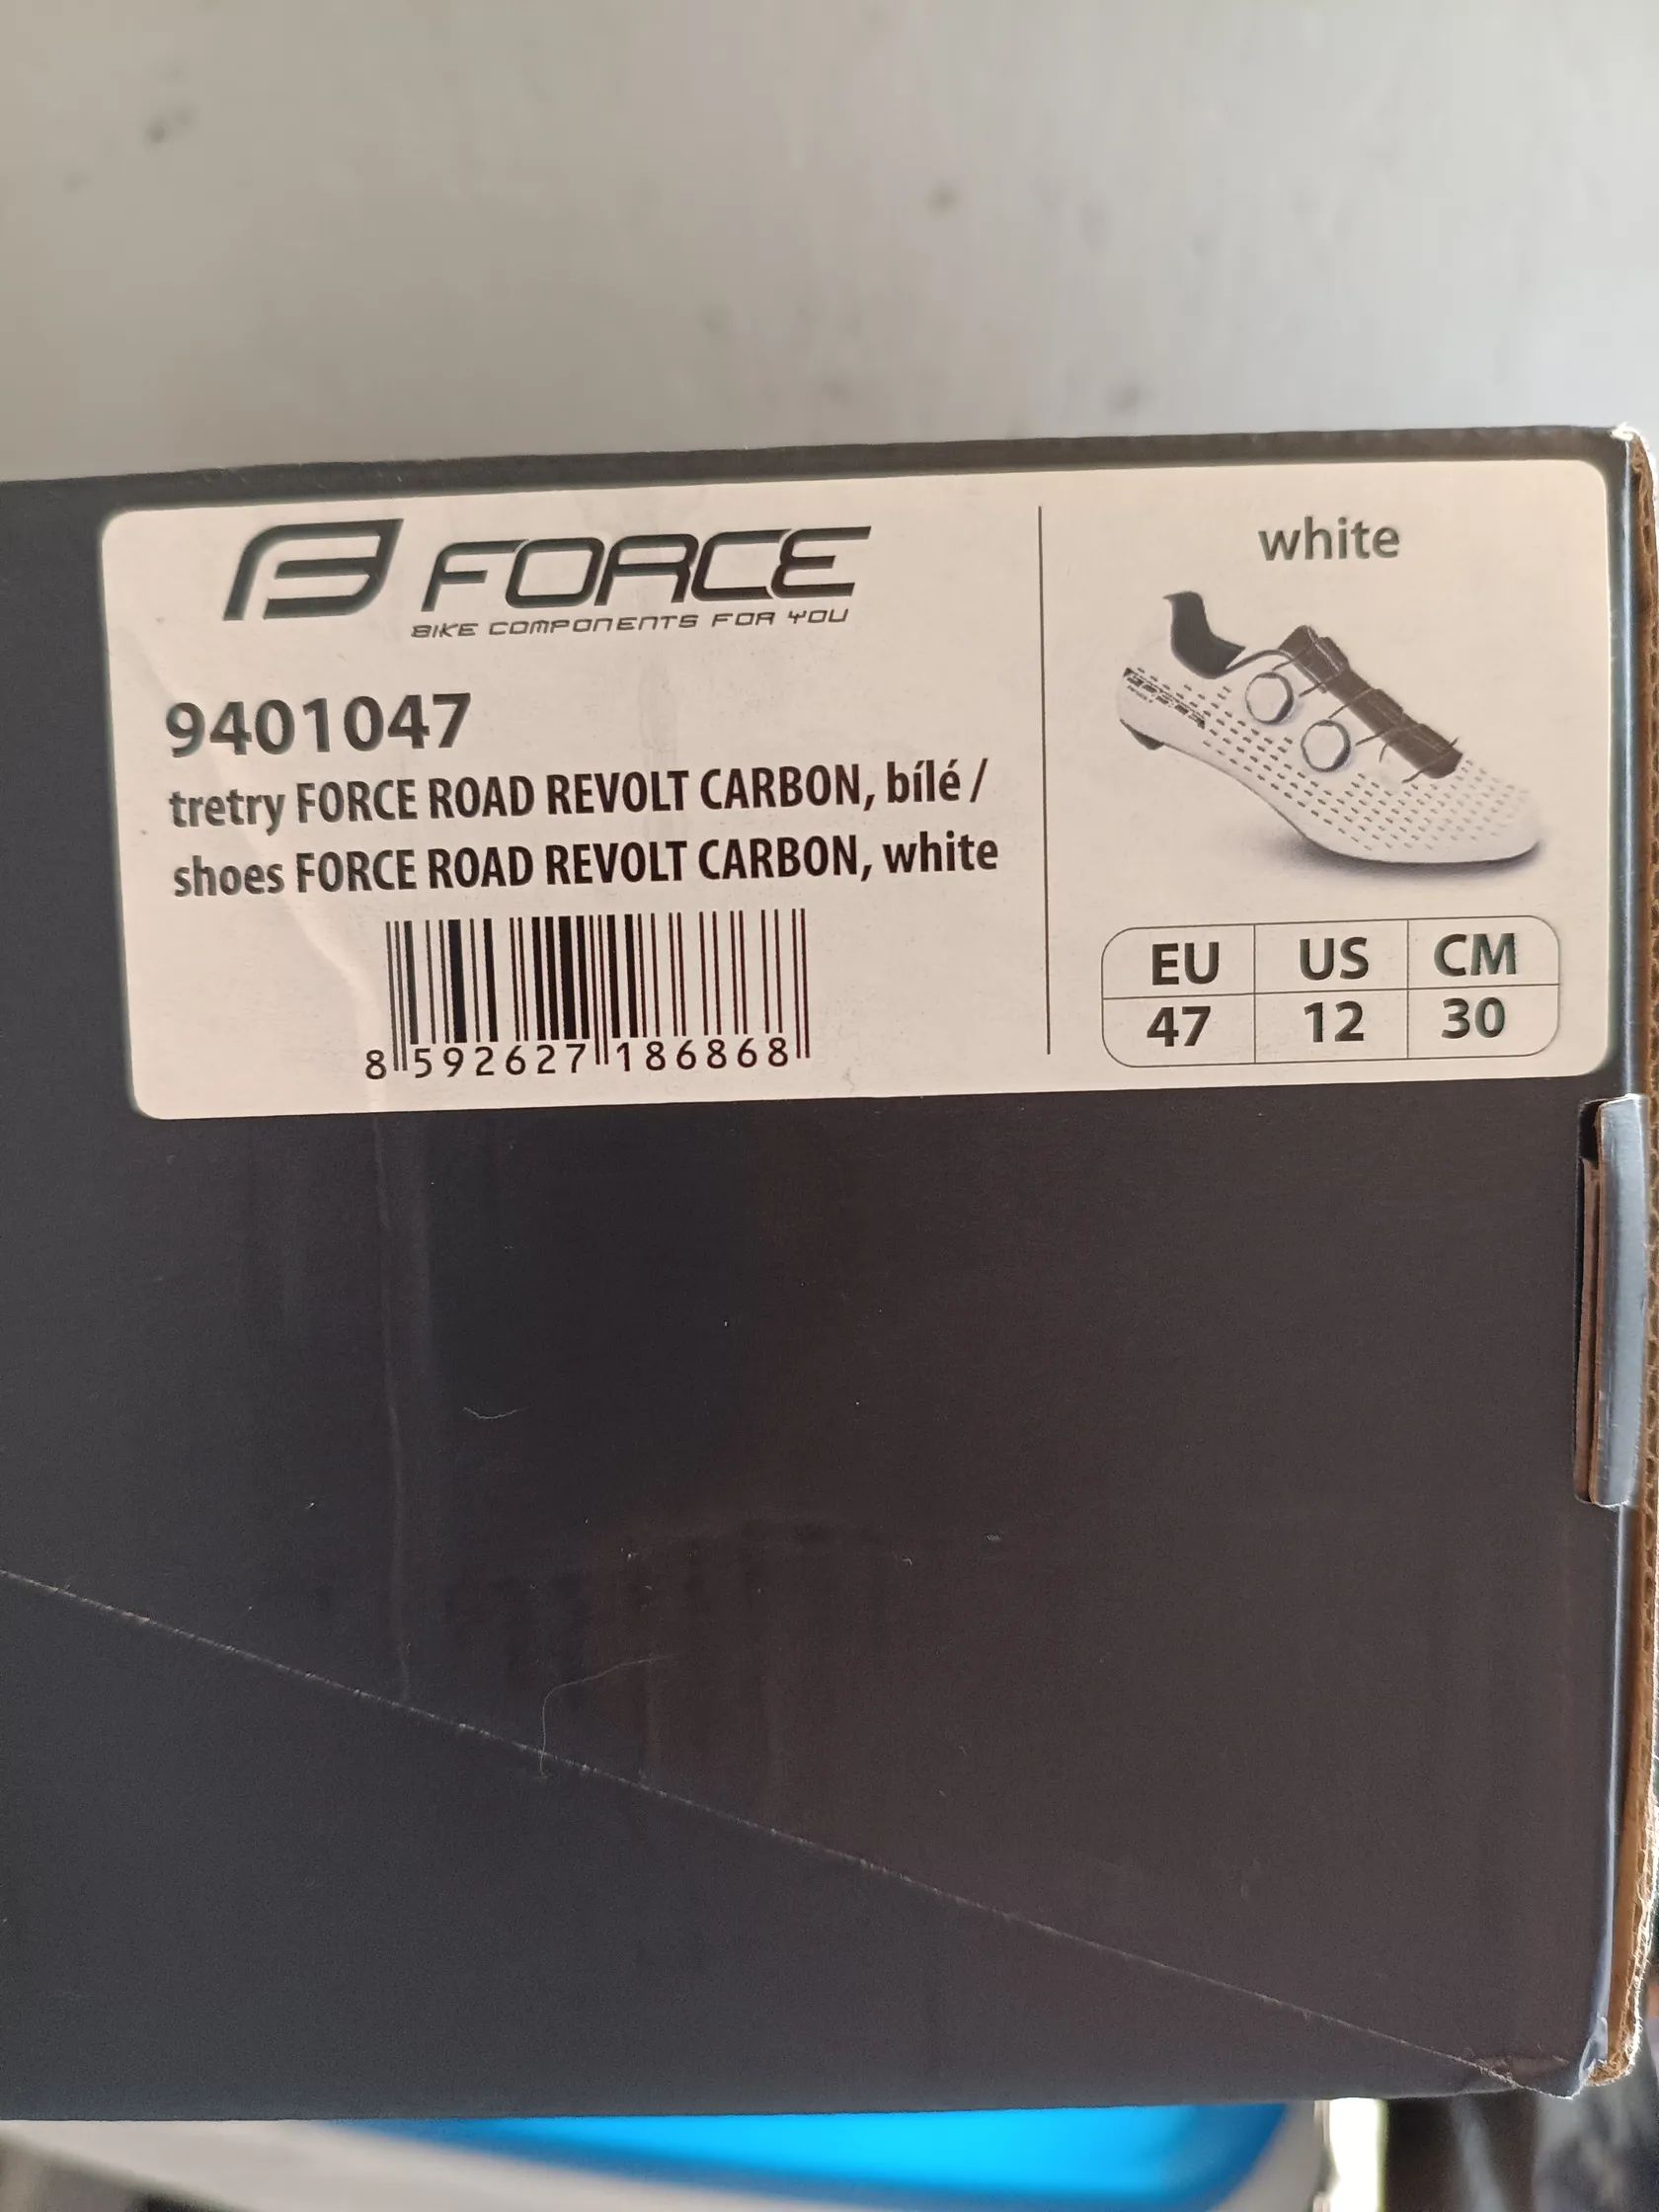 FORCE
BIKE COMPONENTS FOR YOU
9401047
tretry FORCE ROAD REVOLT CARBON, bílé /
shoes FORCE ROAD REVOLT CARBON, white
8 592627 186868
white
EU US CM
47 12 30